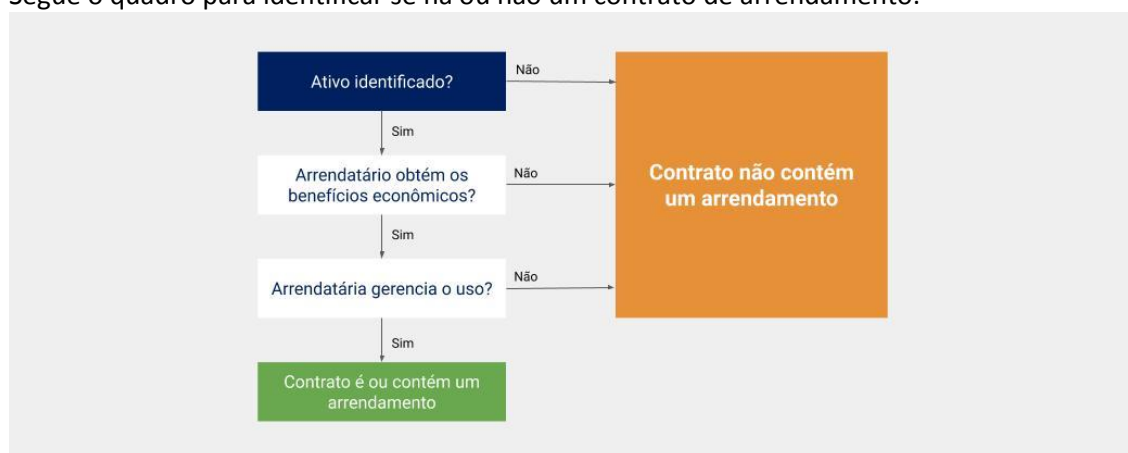 Segue o quadro para identificar se há ou não um contrato de arrendamento:
Ativo identificado?
Não
Sim
Arrendatário obtém os
benefícios econômicos?
Não
Contrato não contém
um arrendamento
Sim
Arrendatária gerencia o uso?
Não
Sim
Contrato é ou contém um
arrendamento